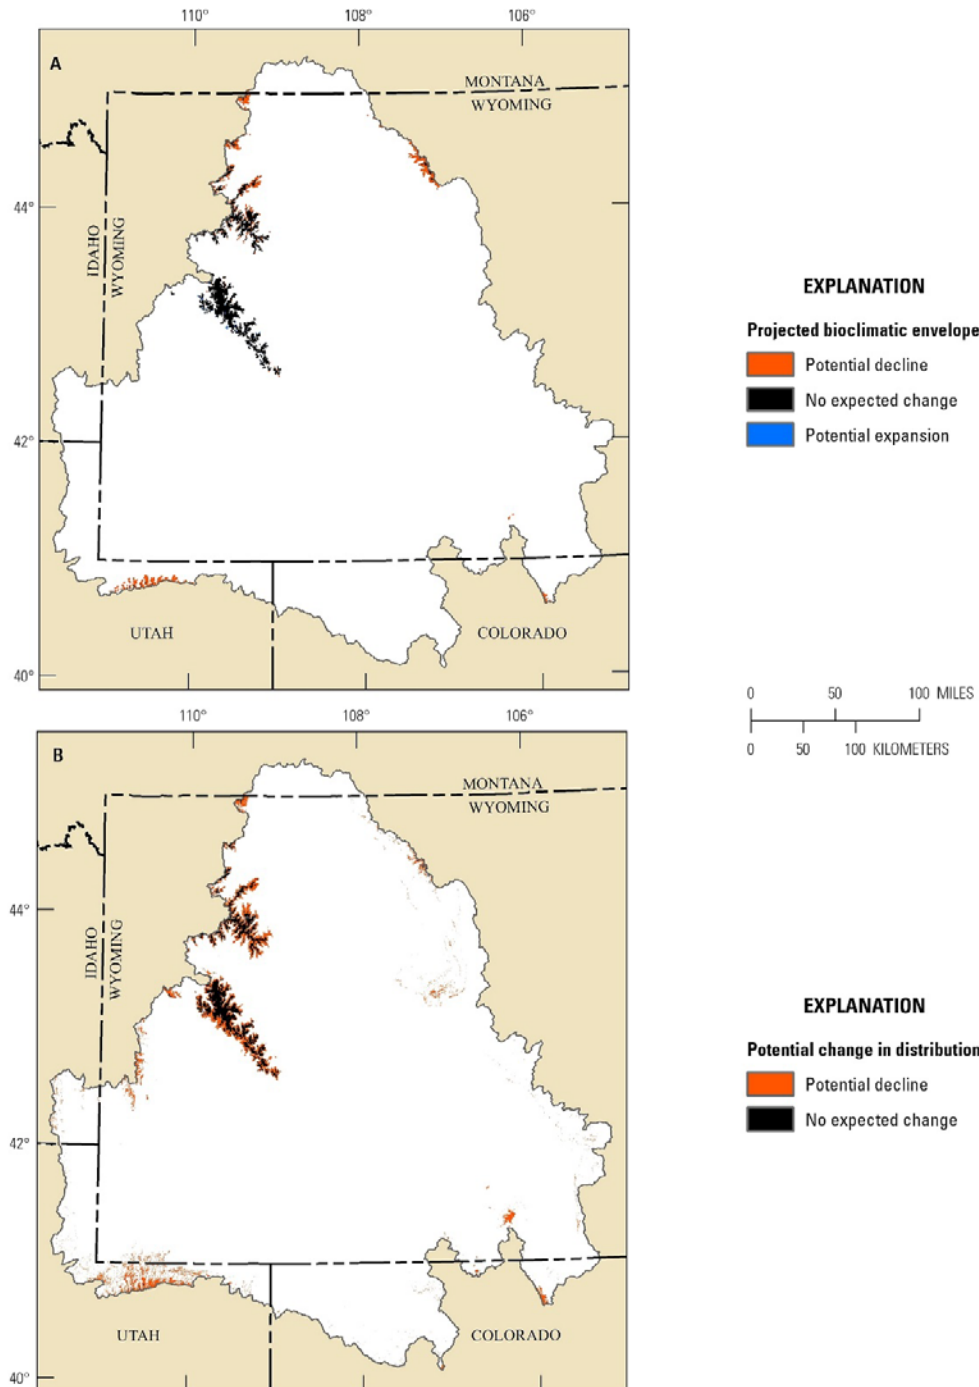 110°
108°
106°
A
MONTANA
WYOMING
44°
IDAHO
WYOMING
42°
UTAH
COLORADO
40°
EXPLANATION
Projected bioclimatic envelope
Potential decline
No expected change
Potential expansion
0 50 100 MILES
0 50 100 KILOMETERS
110°
108°
106°
B
MONTANA
WYOMING
44°
IDAHO
WYOMING
42°
UTAH
COLORADO
40°
EXPLANATION
Potential change in distribution
Potential decline
No expected change